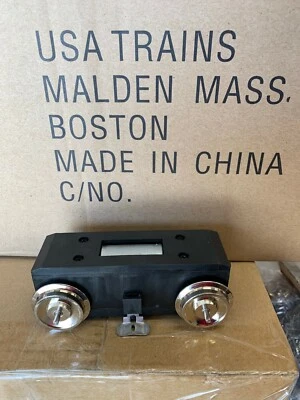 USA TRAINS
MALDEN MASS.
BOSTON
MADE IN CHINA
C/NO.